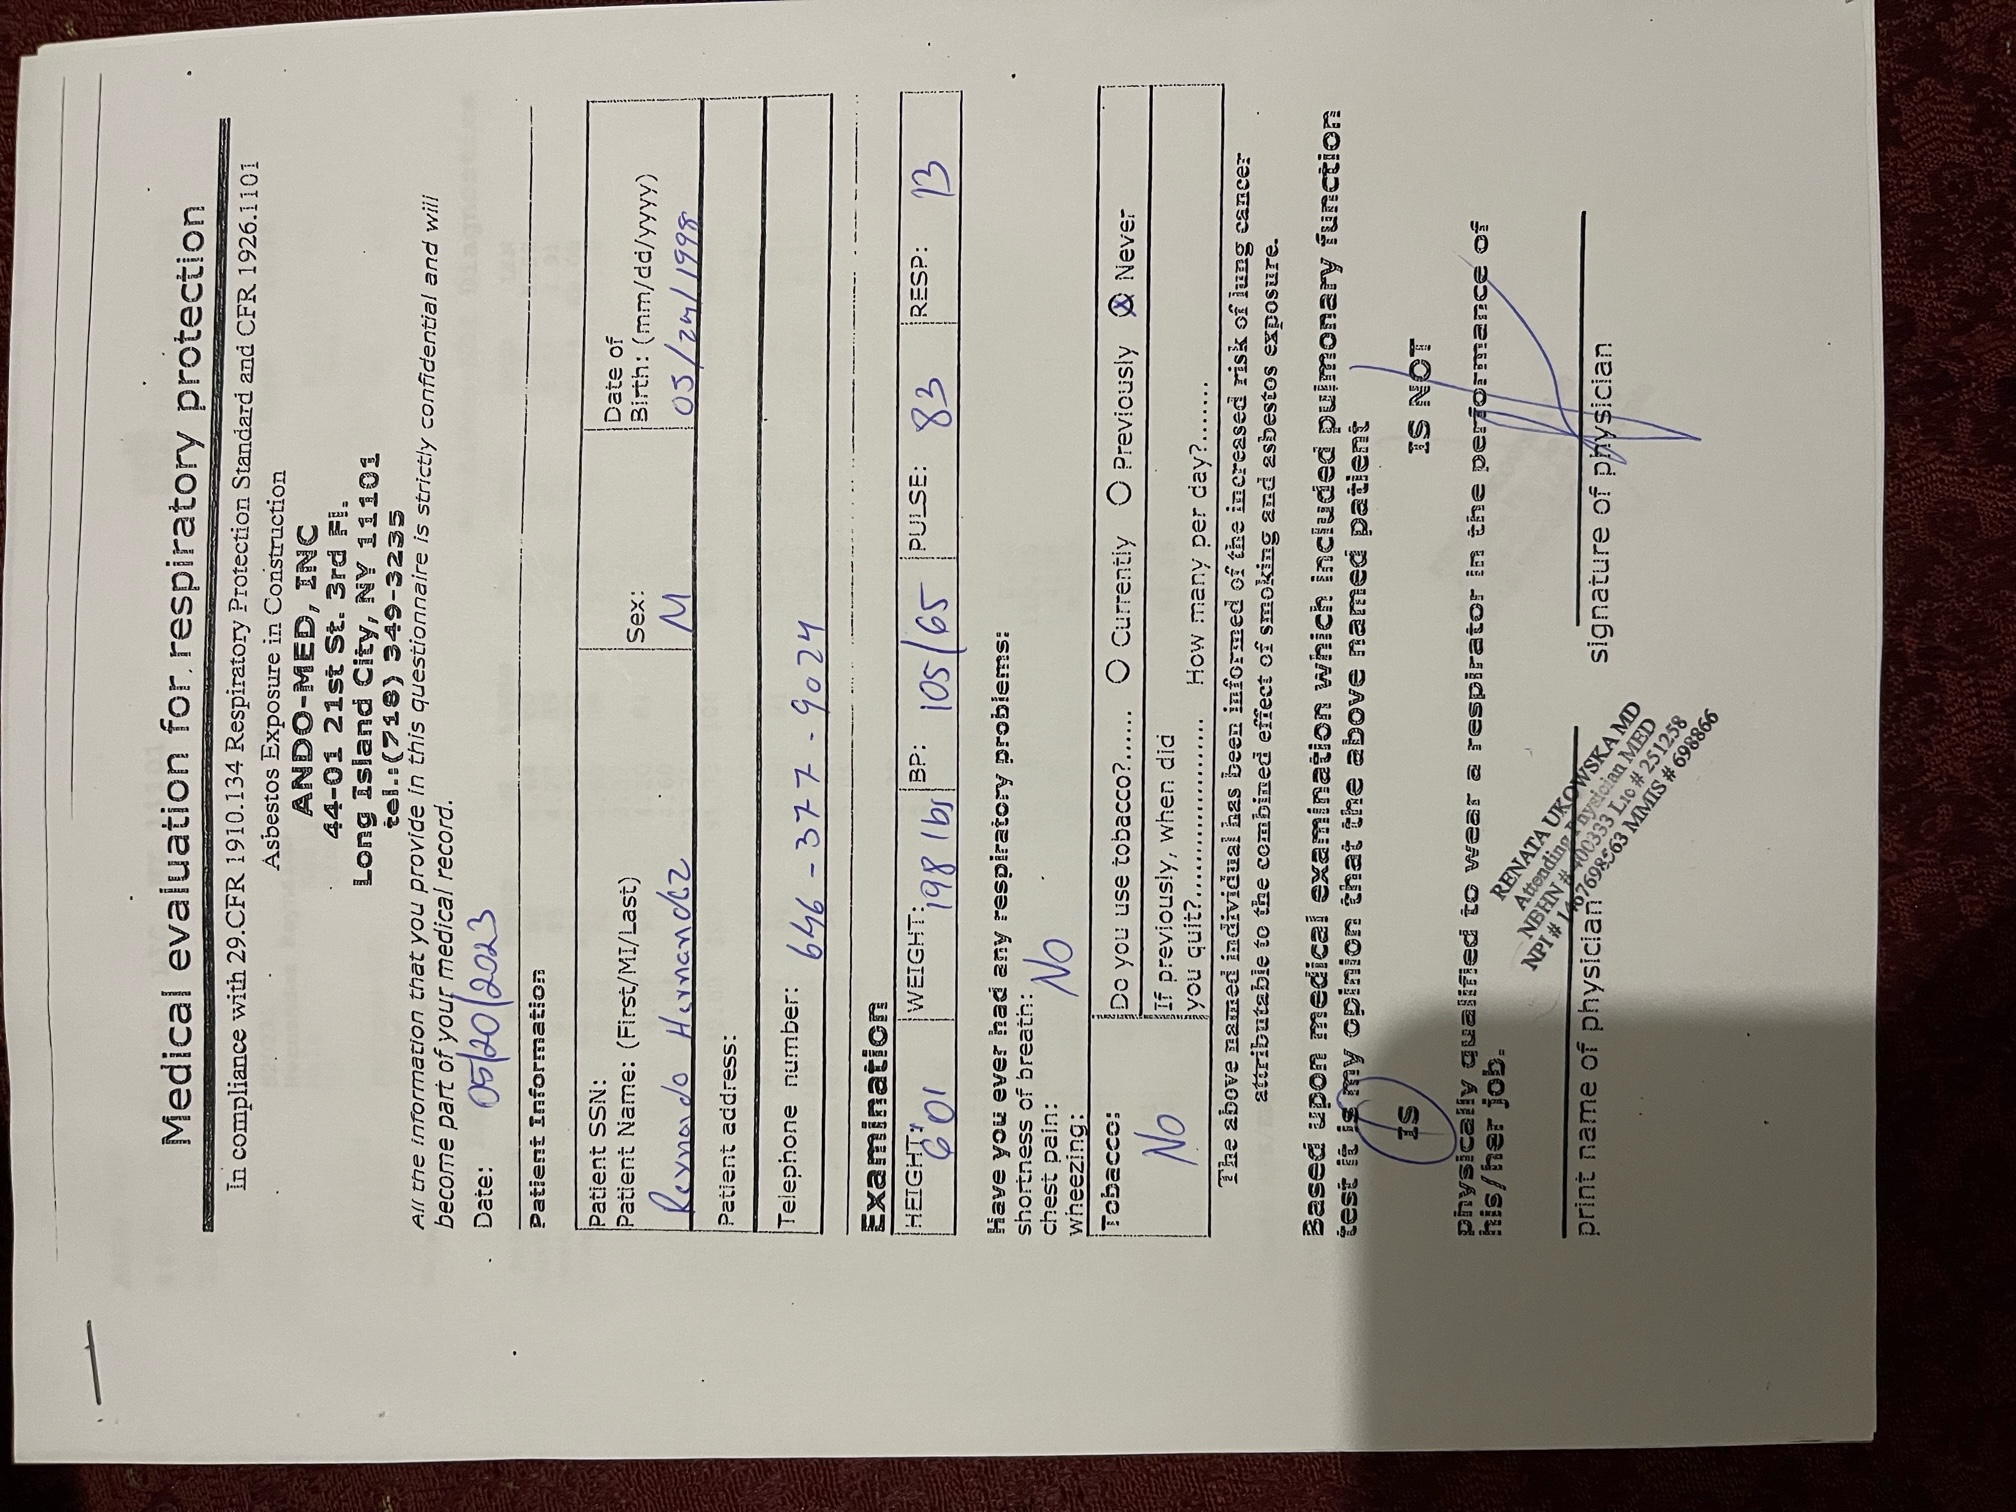 Medical evaluation for respiratory protection
In compliance with 29.CFR 1910.134 Respiratory Protection Standard and CFR 1926.1101
Asbestos Exposure in Construction
ANDO-MED, INC
44-01 21st St. 3rd Fl.
Long Island City, NY 11101
tel.:(718) 349-3235
All the information that you provide in this questionnaire is strictly confidential and will
become part of your medical record.
Date: 05/20/2023
Patient Information
Patient SSN:
Patient Name: (First/MI/Last)
Reynardo Hernandez
Sex:
M
Date of
Birth: (mm/dd/yyyy)
05/24/1998
Patient address:
Telephone number: 646-377-9024
Examination
HEIGHT: 6'01 WEIGHT: 198 lbs BP: 105/65 PULSE: 83 RESP: 13
Have you ever had any respiratory problems:
shortness of breath:
chest pain: No
wheezing:
Tobacco: Do you use tobacco?...... O Currently O Previously ⊗ Never
No
If previously, when did
you quit?........................ How many per day?.......
The above named individual has been informed of the increased risk of lung cancer
attributable to the combined effect of smoking and asbestos exposure.
Based upon medical examination which included pulmonary function
test it is my opinion that the above named patient
IS IS NOT
physically qualified to wear a respirator in the performance of
his/her job.
RENATA UKOWSKA MD
Attending Physician MED
NBHN # 400333 Lic # 251258
NPI # 1467698563 MMIS # 698866
print name of physician signature of physician